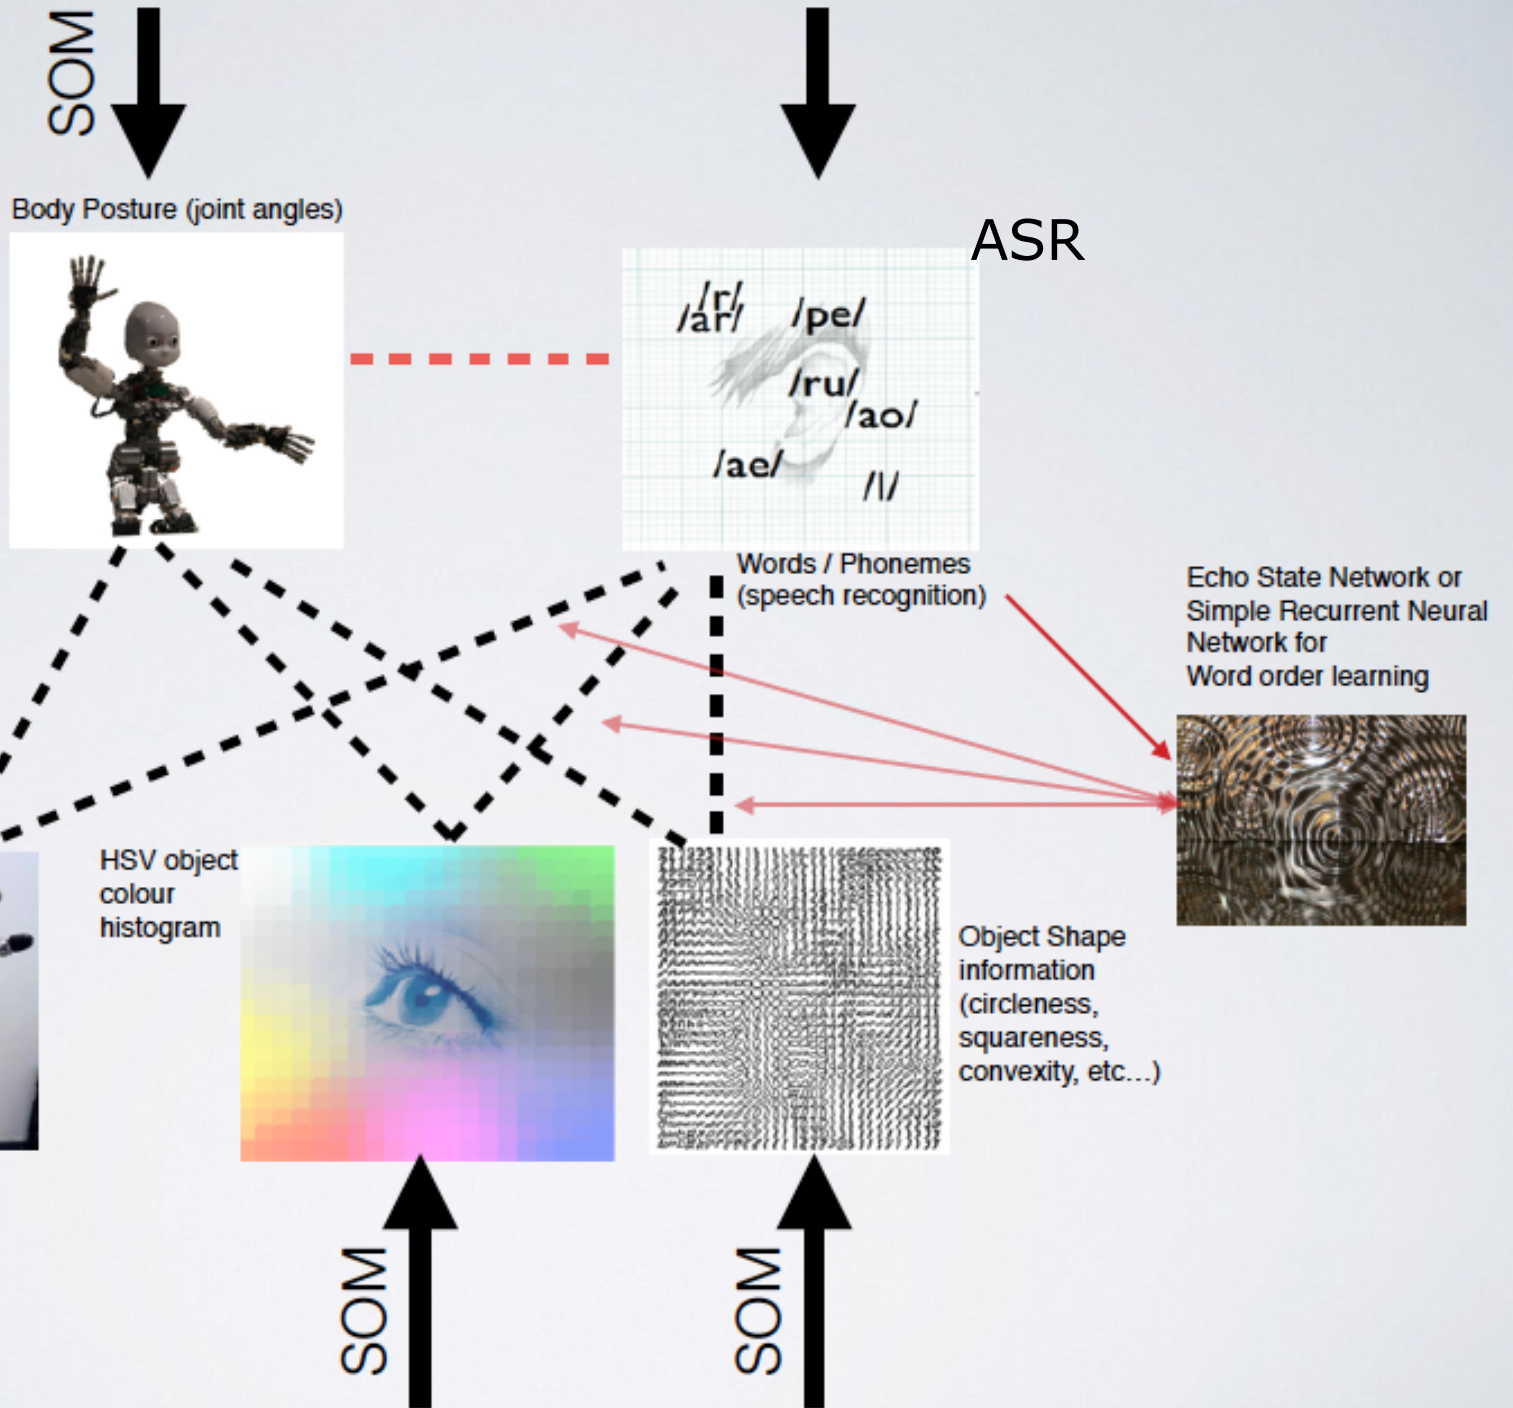 SOM
Body Posture (joint angles)
ASR
/r/
/ar/
/pe/
/ru/
/ao/
/ae/
/l/
Words / Phonemes
(speech recognition)
Echo State Network or
Simple Recurrent Neural
Network for
Word order learning
HSV object
colour
histogram
Object Shape
information
(circleness,
squareness,
convexity, etc...)
SOM
SOM